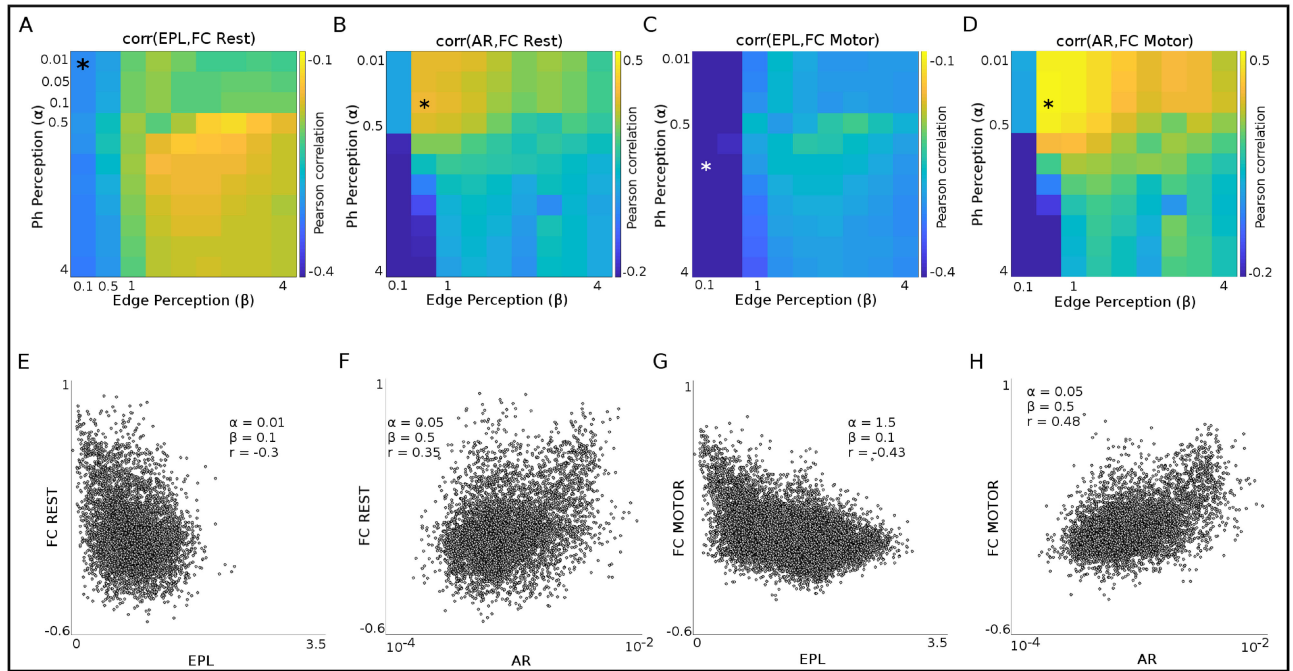 A
corr(EPL,FC Rest)
0.01
0.05
0.1
0.5
4
Ph Perception (α)
0.1 0.5 1 4
Edge Perception (β)
-0.1
-0.4
Pearson correlation
*
B
corr(AR,FC Rest)
0.01
0.5
4
Ph Perception (α)
0.1 1 4
Edge Perception (β)
0.5
-0.2
Pearson correlation
*
C
corr(EPL,FC Motor)
0.01
0.5
4
Ph Perception (α)
0.1 1 4
Edge Perception (β)
-0.1
-0.4
Pearson correlation
*
D
corr(AR,FC Motor)
0.01
0.5
4
Ph Perception (α)
0.1 1 4
Edge Perception (β)
0.5
-0.2
Pearson correlation
*
E
1
α = 0.01
β = 0.1
r = -0.3
FC REST
-0.6
0 3.5
EPL
F
1
α = 0.05
β = 0.5
r = 0.35
FC REST
-0.6
10⁻⁴ 10⁻²
AR
G
1
α = 1.5
β = 0.1
r = -0.43
FC MOTOR
-0.6
0 3.5
EPL
H
1
α = 0.05
β = 0.5
r = 0.48
FC MOTOR
-0.6
10⁻⁴ 10⁻²
AR